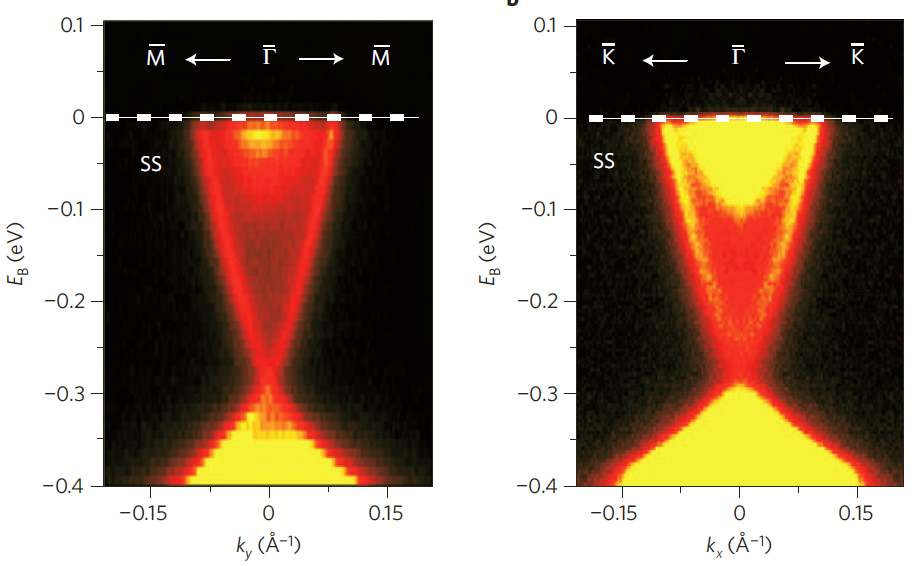 0.1
0
−0.1
−0.2
−0.3
−0.4
E_B (eV)
M̅ ← Γ̅ → M̅
SS
−0.15 0 0.15
k_y (Å⁻¹)
0.1
0
−0.1
−0.2
−0.3
−0.4
E_B (eV)
K̅ ← Γ̅ → K̅
SS
−0.15 0 0.15
k_x (Å⁻¹)